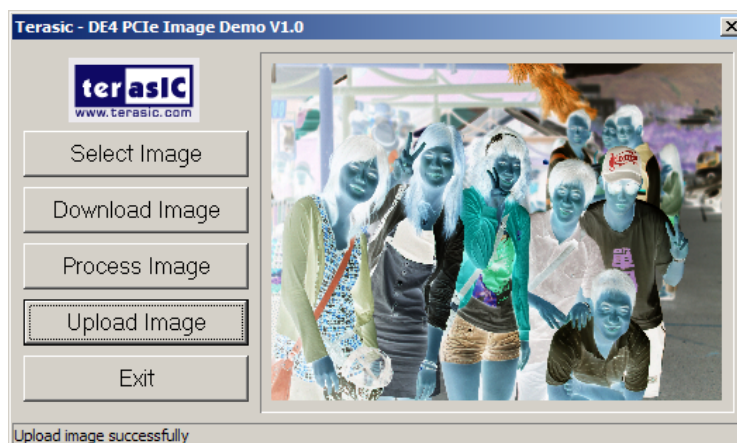 Terasic - DE4 PCIe Image Demo V1.0
terasIC
www.terasic.com
Select Image
Download Image
Process Image
Upload Image
Exit
Upload image successfully